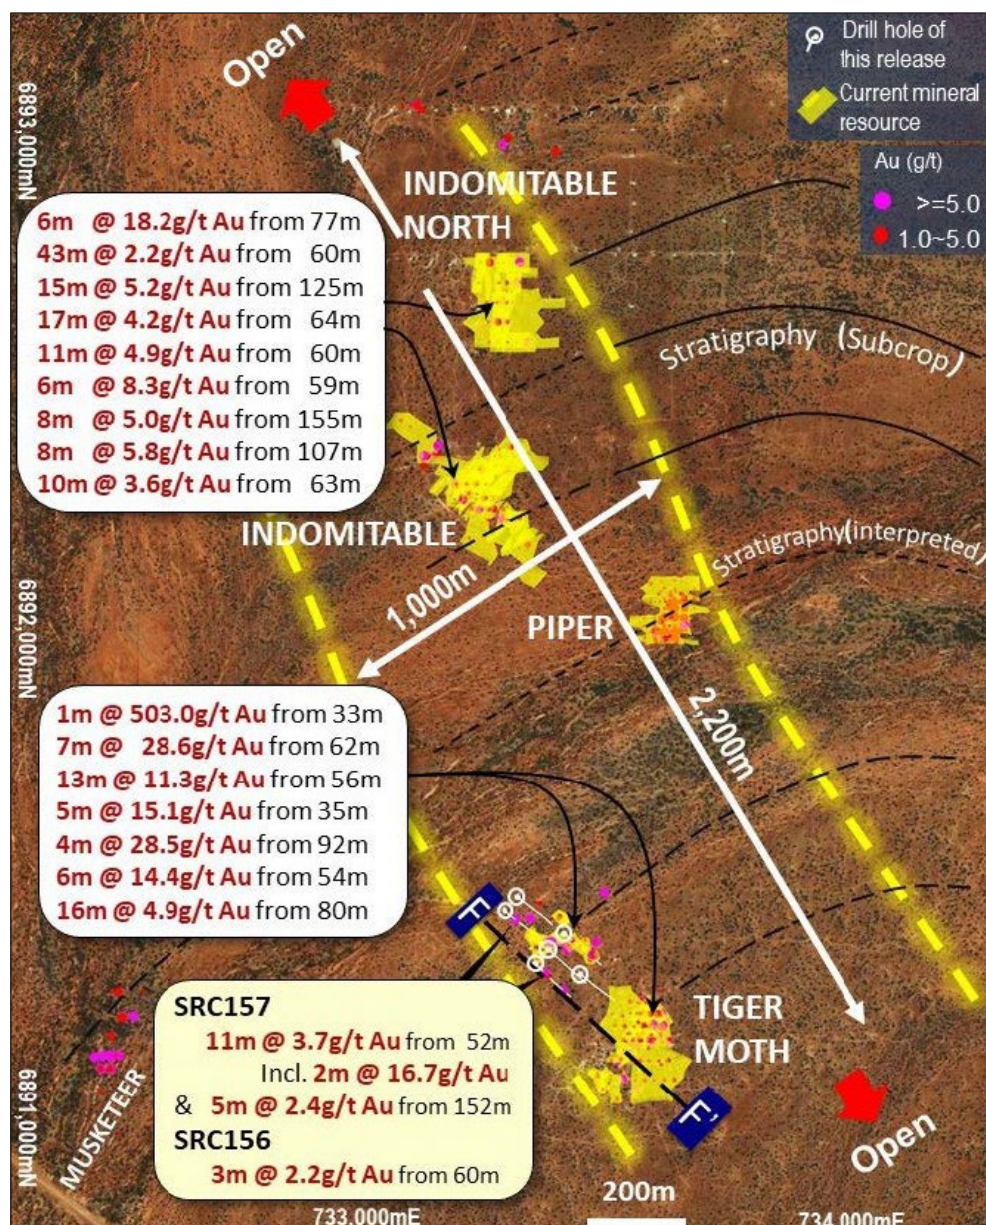 Open
Drill hole of
this release
Current mineral
resource
Au (g/t)
>=5.0
1.0~5.0
6893,000mN
INDOMITABLE
NORTH
6m @ 18.2g/t Au from 77m
43m @ 2.2g/t Au from 60m
15m @ 5.2g/t Au from 125m
17m @ 4.2g/t Au from 64m
11m @ 4.9g/t Au from 60m
6m @ 8.3g/t Au from 59m
8m @ 5.0g/t Au from 155m
8m @ 5.8g/t Au from 107m
10m @ 3.6g/t Au from 63m
Stratigraphy (Subcrop)
INDOMITABLE
Stratigraphy(interpreted)
1,000m
6892,000mN
PIPER
2,200m
1m @ 503.0g/t Au from 33m
7m @ 28.6g/t Au from 62m
13m @ 11.3g/t Au from 56m
5m @ 15.1g/t Au from 35m
4m @ 28.5g/t Au from 92m
6m @ 14.4g/t Au from 54m
16m @ 4.9g/t Au from 80m
F
TIGER
MOTH
SRC157
11m @ 3.7g/t Au from 52m
Incl. 2m @ 16.7g/t Au
& 5m @ 2.4g/t Au from 152m
SRC156
3m @ 2.2g/t Au from 60m
F'
MUSKETEER
6891,000mN
Open
200m
733,000mE
734,000mE